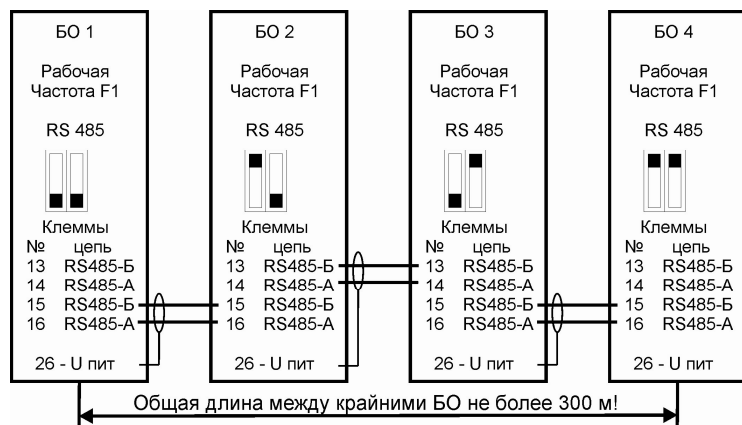 БО 1
Рабочая
Частота F1
RS 485
Клеммы
№ цепь
13 RS485-Б
14 RS485-А
15 RS485-Б
16 RS485-А
26 - U пит
БО 2
Рабочая
Частота F1
RS 485
Клеммы
№ цепь
13 RS485-Б
14 RS485-А
15 RS485-Б
16 RS485-А
26 - U пит
БО 3
Рабочая
Частота F1
RS 485
Клеммы
№ цепь
13 RS485-Б
14 RS485-А
15 RS485-Б
16 RS485-А
26 - U пит
БО 4
Рабочая
Частота F1
RS 485
Клеммы
№ цепь
13 RS485-Б
14 RS485-А
15 RS485-Б
16 RS485-А
26 - U пит
Общая длина между крайними БО не более 300 м!